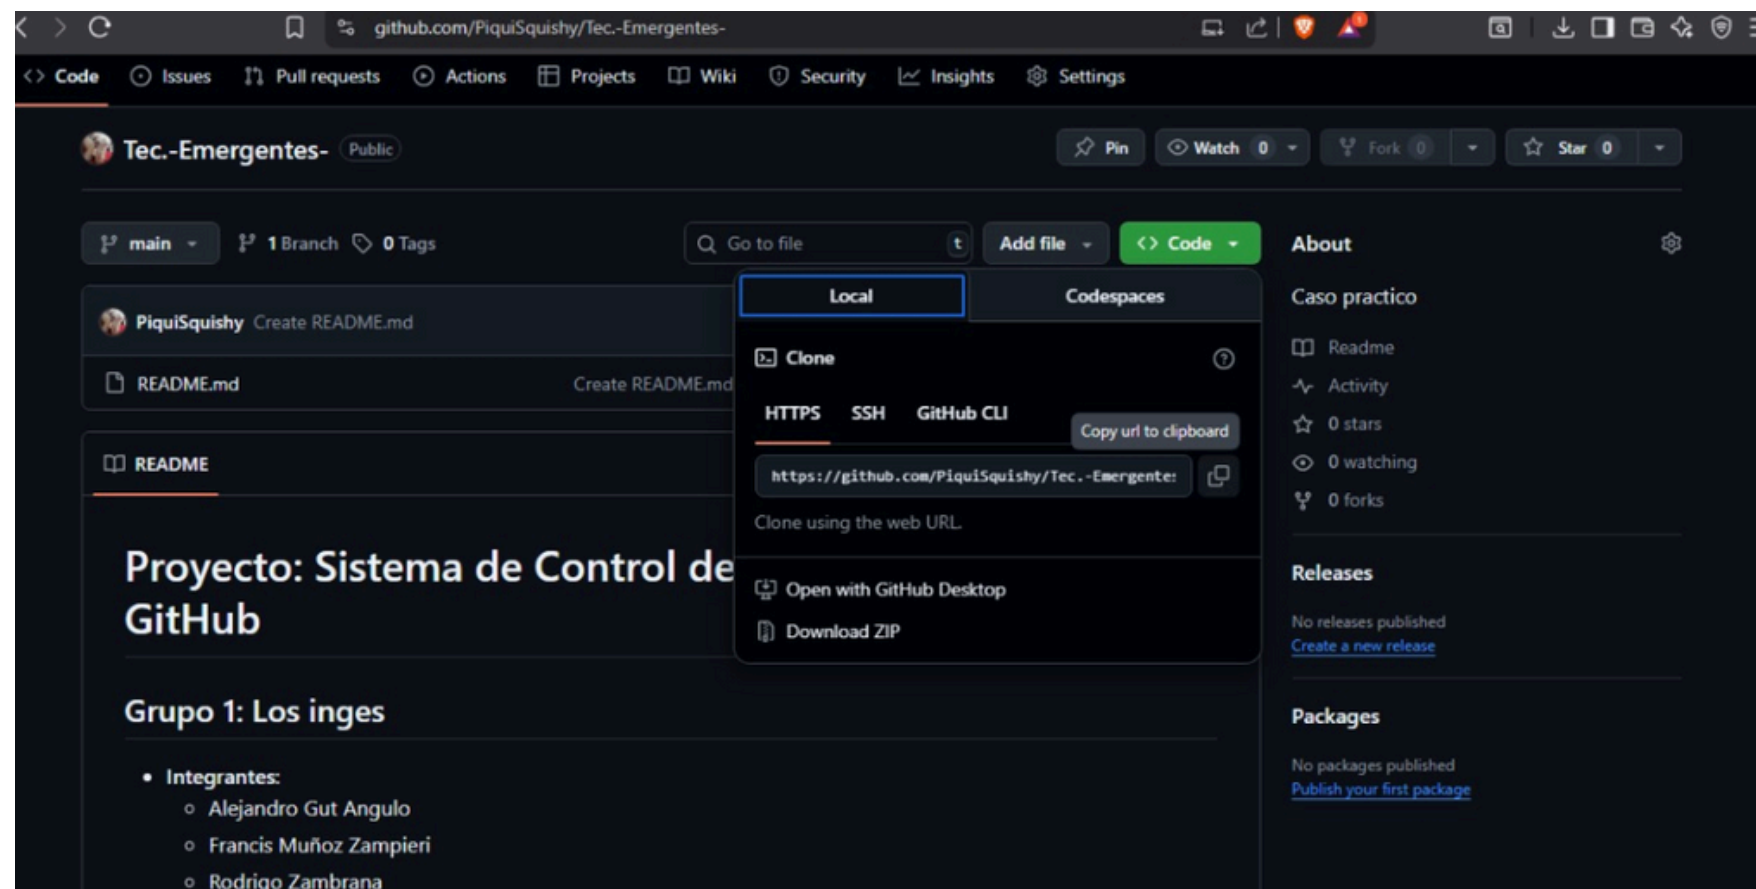 github.com/PiquiSquishy/Tec.-Emergentes-
Code Issues Pull requests Actions Projects Wiki Security Insights Settings
Tec.-Emergentes- Public
Pin Watch 0 Fork 0 Star 0
main 1 Branch 0 Tags
Go to file t Add file Code
PiquiSquishy Create README.md
README.md Create README.md
README
Proyecto: Sistema de Control de
GitHub
Grupo 1: Los inges
• Integrantes:
Alejandro Gut Angulo
Francis Muñoz Zampieri
Rodrigo Zambrana
Local Codespaces
Clone
HTTPS SSH GitHub CLI
Copy url to clipboard
https://github.com/PiquiSquishy/Tec.-Emergentes
Clone using the web URL.
Open with GitHub Desktop
Download ZIP
About
Caso practico
Readme
Activity
0 stars
0 watching
0 forks
Releases
No releases published
Create a new release
Packages
No packages published
Publish your first package